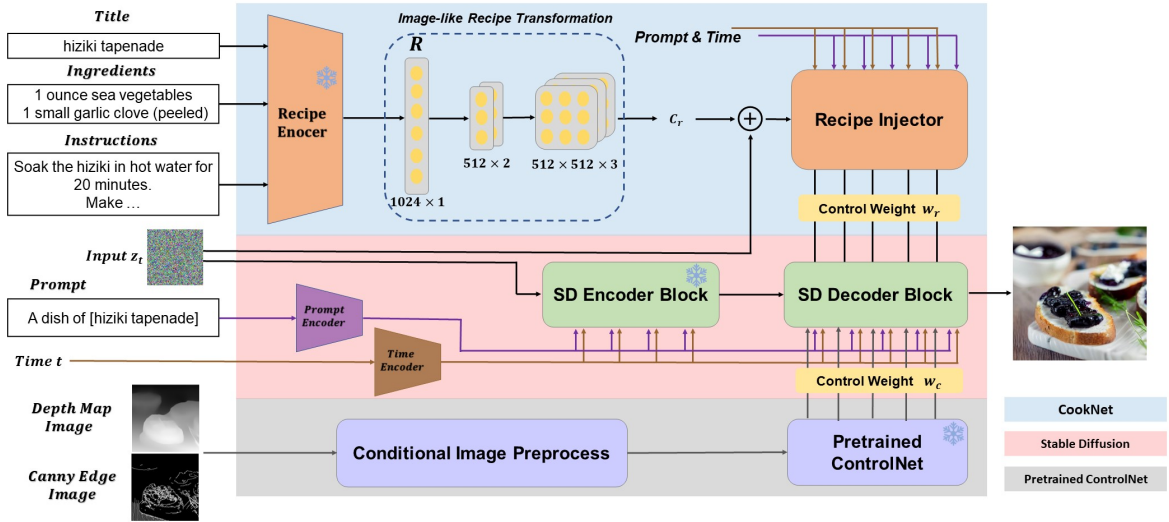 Title
hiziki tapenade
Ingredients
1 ounce sea vegetables
1 small garlic clove (peeled)
Instructions
Soak the hiziki in hot water for
20 minutes.
Make …
Recipe
Enocer
Image-like Recipe Transformation
R
1024 × 1
512 × 2
512 × 512 × 3
C_r
Prompt & Time
Recipe Injector
Control Weight w_r
Input z_t
Prompt
A dish of [hiziki tapenade]
Time t
Prompt
Encoder
Time
Encoder
SD Encoder Block
SD Decoder Block
Control Weight w_c
Depth Map
Image
Canny Edge
Image
Conditional Image Preprocess
Pretrained
ControlNet
CookNet
Stable Diffusion
Pretrained ControlNet